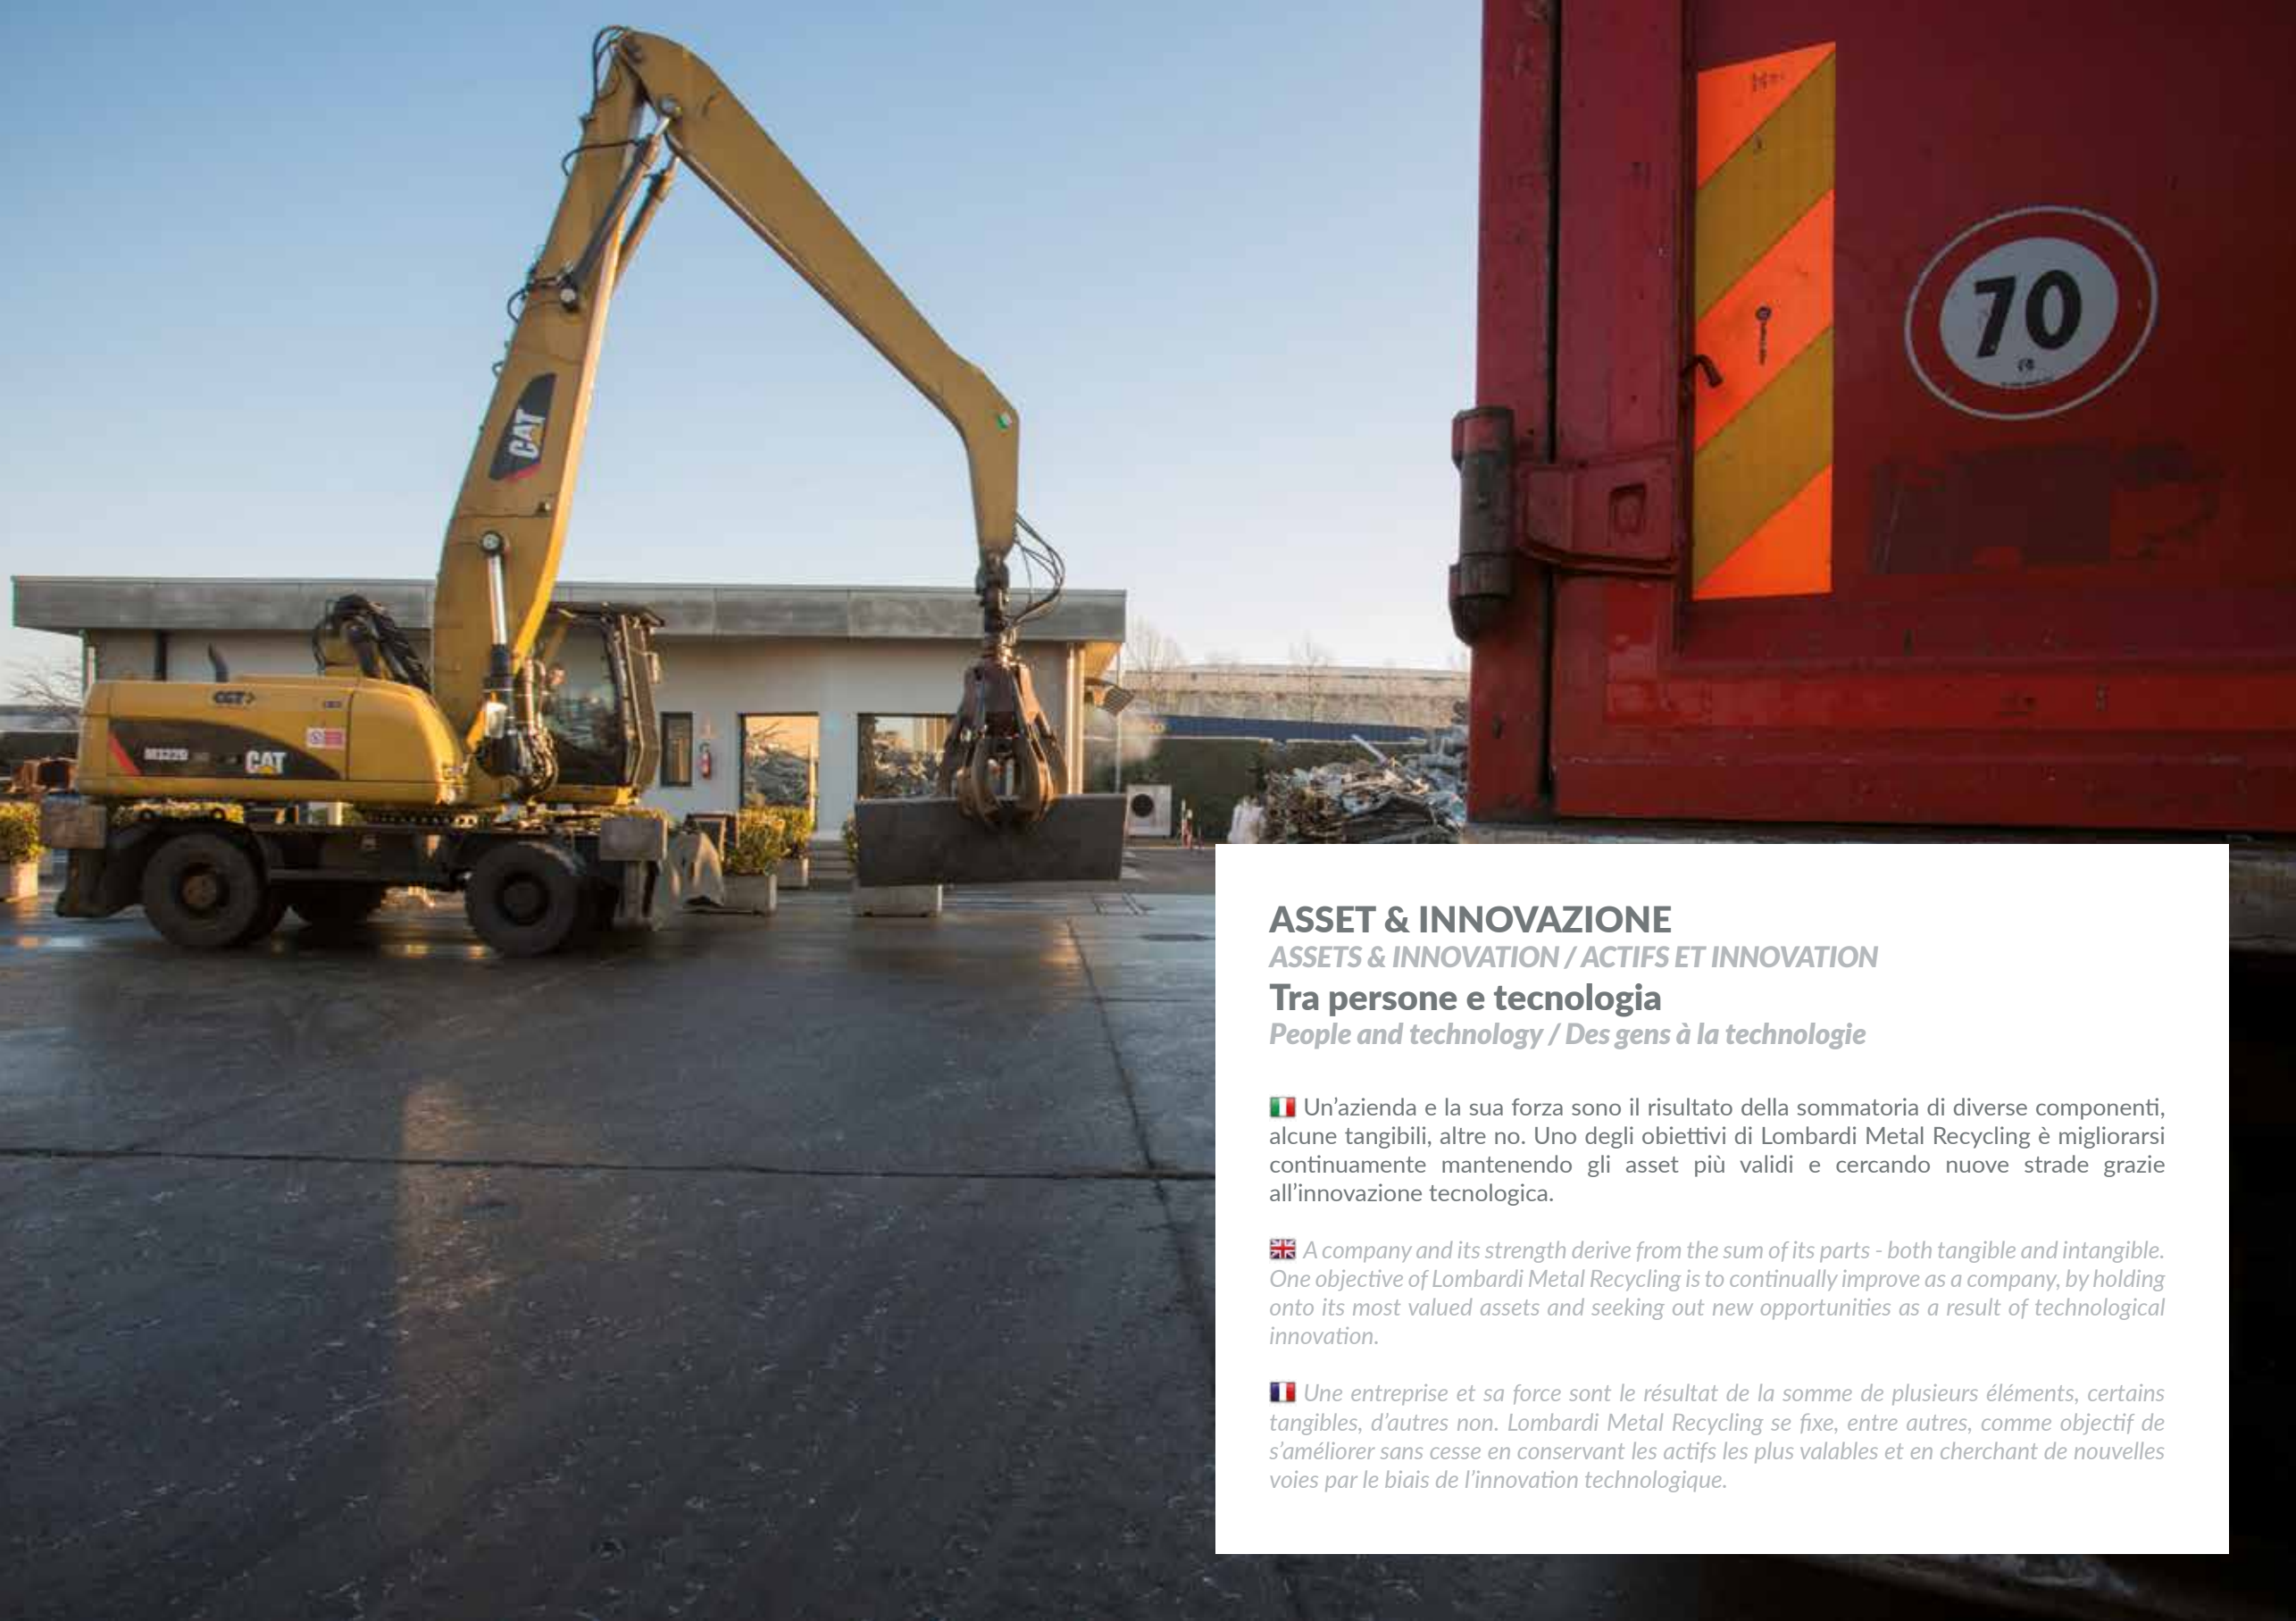 CAT
70
CGT
M322D
CAT
ASSET & INNOVAZIONE
ASSETS & INNOVATION / ACTIFS ET INNOVATION
Tra persone e tecnologia
People and technology / Des gens à la technologie
Un’azienda e la sua forza sono il risultato della sommatoria di diverse componenti,
alcune tangibili, altre no. Uno degli obiettivi di Lombardi Metal Recycling è migliorarsi
continuamente mantenendo gli asset più validi e cercando nuove strade grazie
all’innovazione tecnologica.
A company and its strength derive from the sum of its parts - both tangible and intangible.
One objective of Lombardi Metal Recycling is to continually improve as a company, by holding
onto its most valued assets and seeking out new opportunities as a result of technological
innovation.
Une entreprise et sa force sont le résultat de la somme de plusieurs éléments, certains
tangibles, d’autres non. Lombardi Metal Recycling se fixe, entre autres, comme objectif de
s’améliorer sans cesse en conservant les actifs les plus valables et en cherchant de nouvelles
voies par le biais de l’innovation technologique.